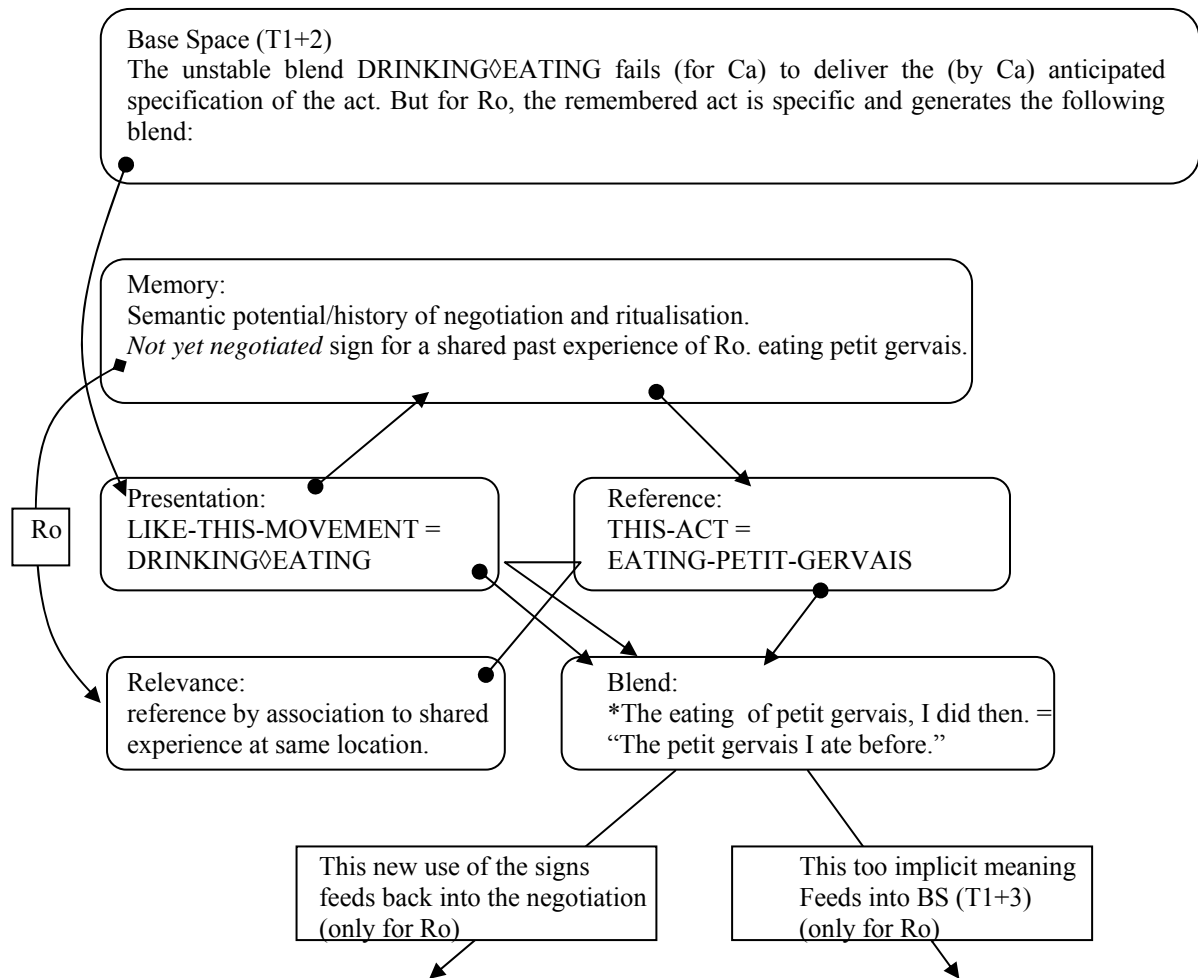 Base Space (T1+2)
The unstable blend DRINKING◊EATING fails (for Ca) to deliver the (by Ca) anticipated
specification of the act. But for Ro, the remembered act is specific and generates the following
blend:
Memory:
Semantic potential/history of negotiation and ritualisation.
Not yet negotiated sign for a shared past experience of Ro. eating petit gervais.
Ro
Presentation:
LIKE-THIS-MOVEMENT =
DRINKING◊EATING
Reference:
THIS-ACT =
EATING-PETIT-GERVAIS
Relevance:
reference by association to shared
experience at same location.
Blend:
*The eating of petit gervais, I did then. =
“The petit gervais I ate before.”
This new use of the signs
feeds back into the negotiation
(only for Ro)
This too implicit meaning
Feeds into BS (T1+3)
(only for Ro)